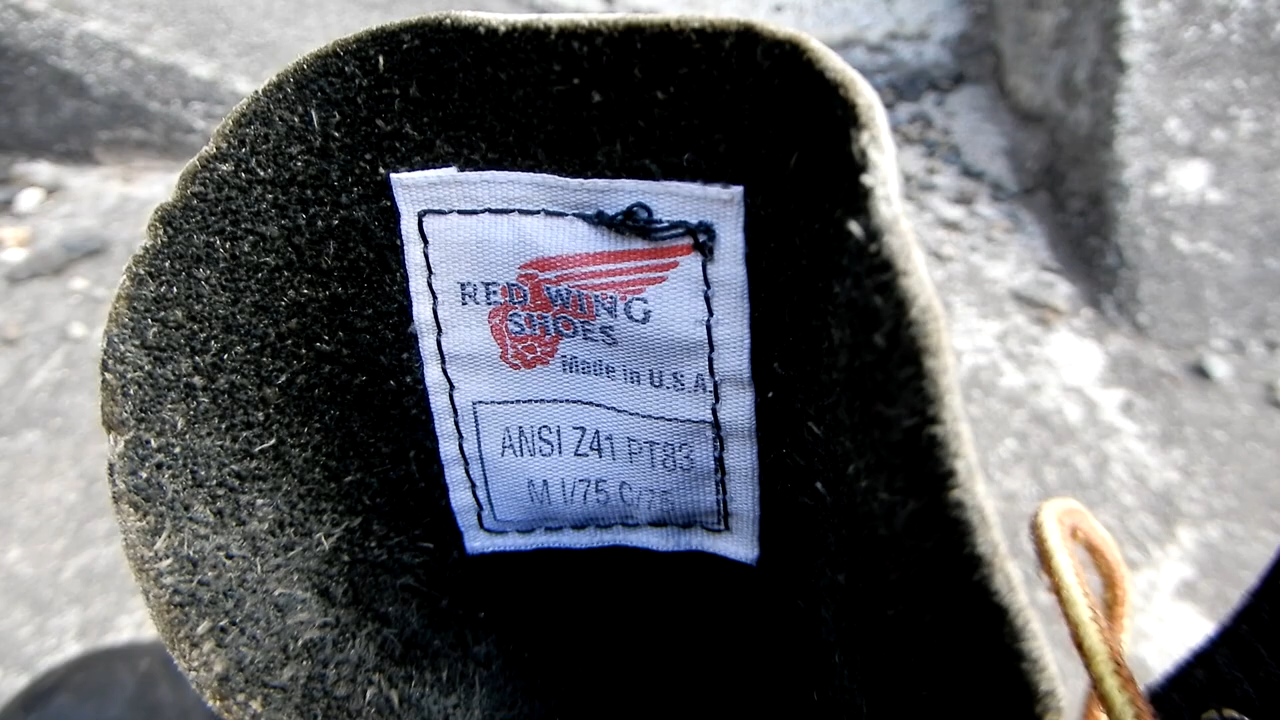 RED WING
SHOES
Made in U.S.A
ANSI Z41 PT83
M I/75 C/75